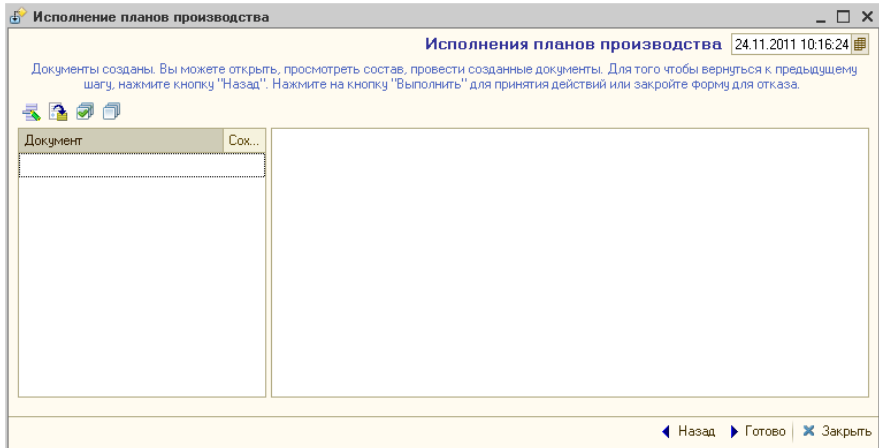 Исполнение планов производства
Исполнения планов производства 24.11.2011 10:16:24
Документы созданы. Вы можете открыть, просмотреть состав, провести созданные документы. Для того чтобы вернуться к предыдущему
шагу, нажмите кнопку "Назад". Нажмите на кнопку "Выполнить" для принятия действий или закройте форму для отказа.
Документ Сох...
Назад Готово Закрыть